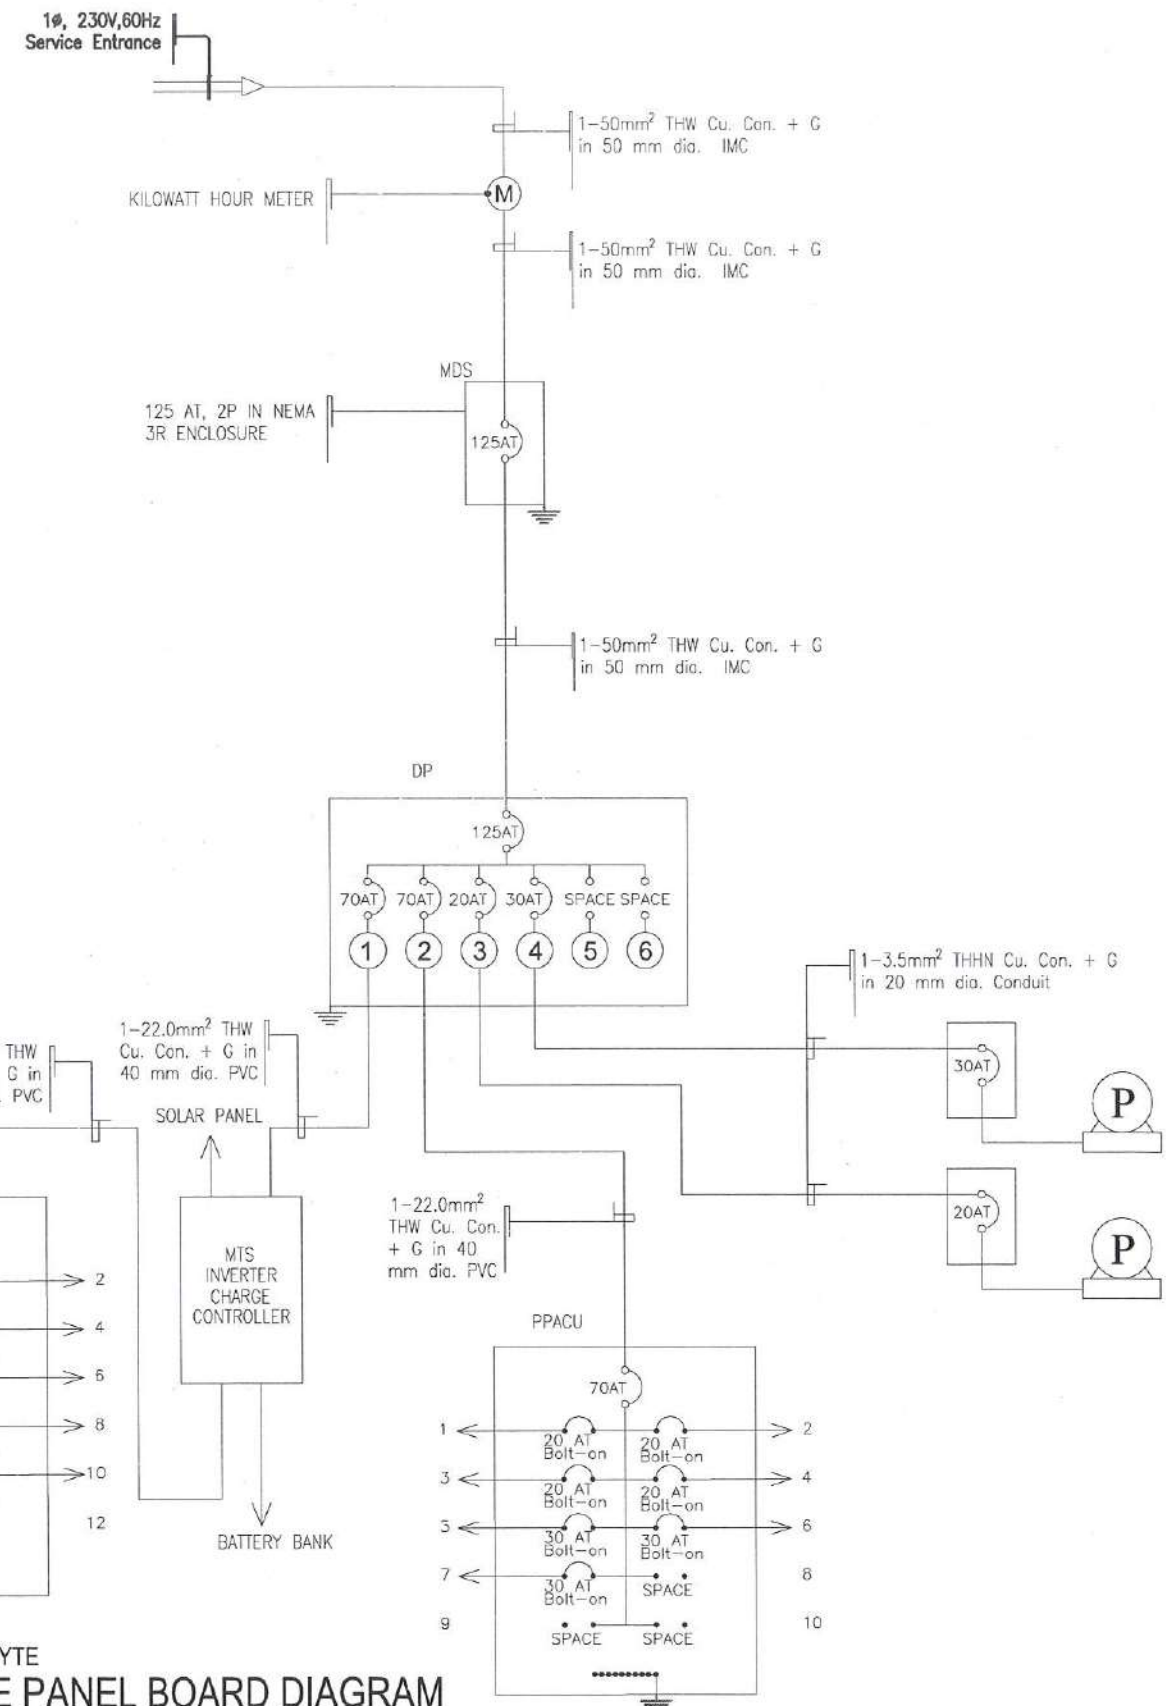 1ø, 230V,60Hz
Service Entrance
1-50mm² THW Cu. Con. + G
in 50 mm dia. IMC
KILOWATT HOUR METER
M
1-50mm² THW Cu. Con. + G
in 50 mm dia. IMC
MDS
125 AT, 2P IN NEMA
3R ENCLOSURE
125AT
1-50mm² THW Cu. Con. + G
in 50 mm dia. IMC
DP
125AT
70AT 70AT 20AT 30AT SPACE SPACE
1 2 3 4 5 6
1-3.5mm² THHN Cu. Con. + G
in 20 mm dia. Conduit
THW
G in
. PVC
1-22.0mm² THW
Cu. Con. + G in
40 mm dia. PVC
30AT
P
SOLAR PANEL
1-22.0mm²
THW Cu. Con.
+ G in 40
mm dia. PVC
20AT
P
MTS
INVERTER
CHARGE
CONTROLLER
2
4
6
8
10
12
BATTERY BANK
PPACU
70AT
1 2
20 AT 20 AT
Bolt-on Bolt-on
3 4
20 AT 20 AT
Bolt-on Bolt-on
5 6
30 AT 30 AT
Bolt-on Bolt-on
7 8
30 AT SPACE
Bolt-on
9 10
SPACE SPACE
YTE
E PANEL BOARD DIAGRAM